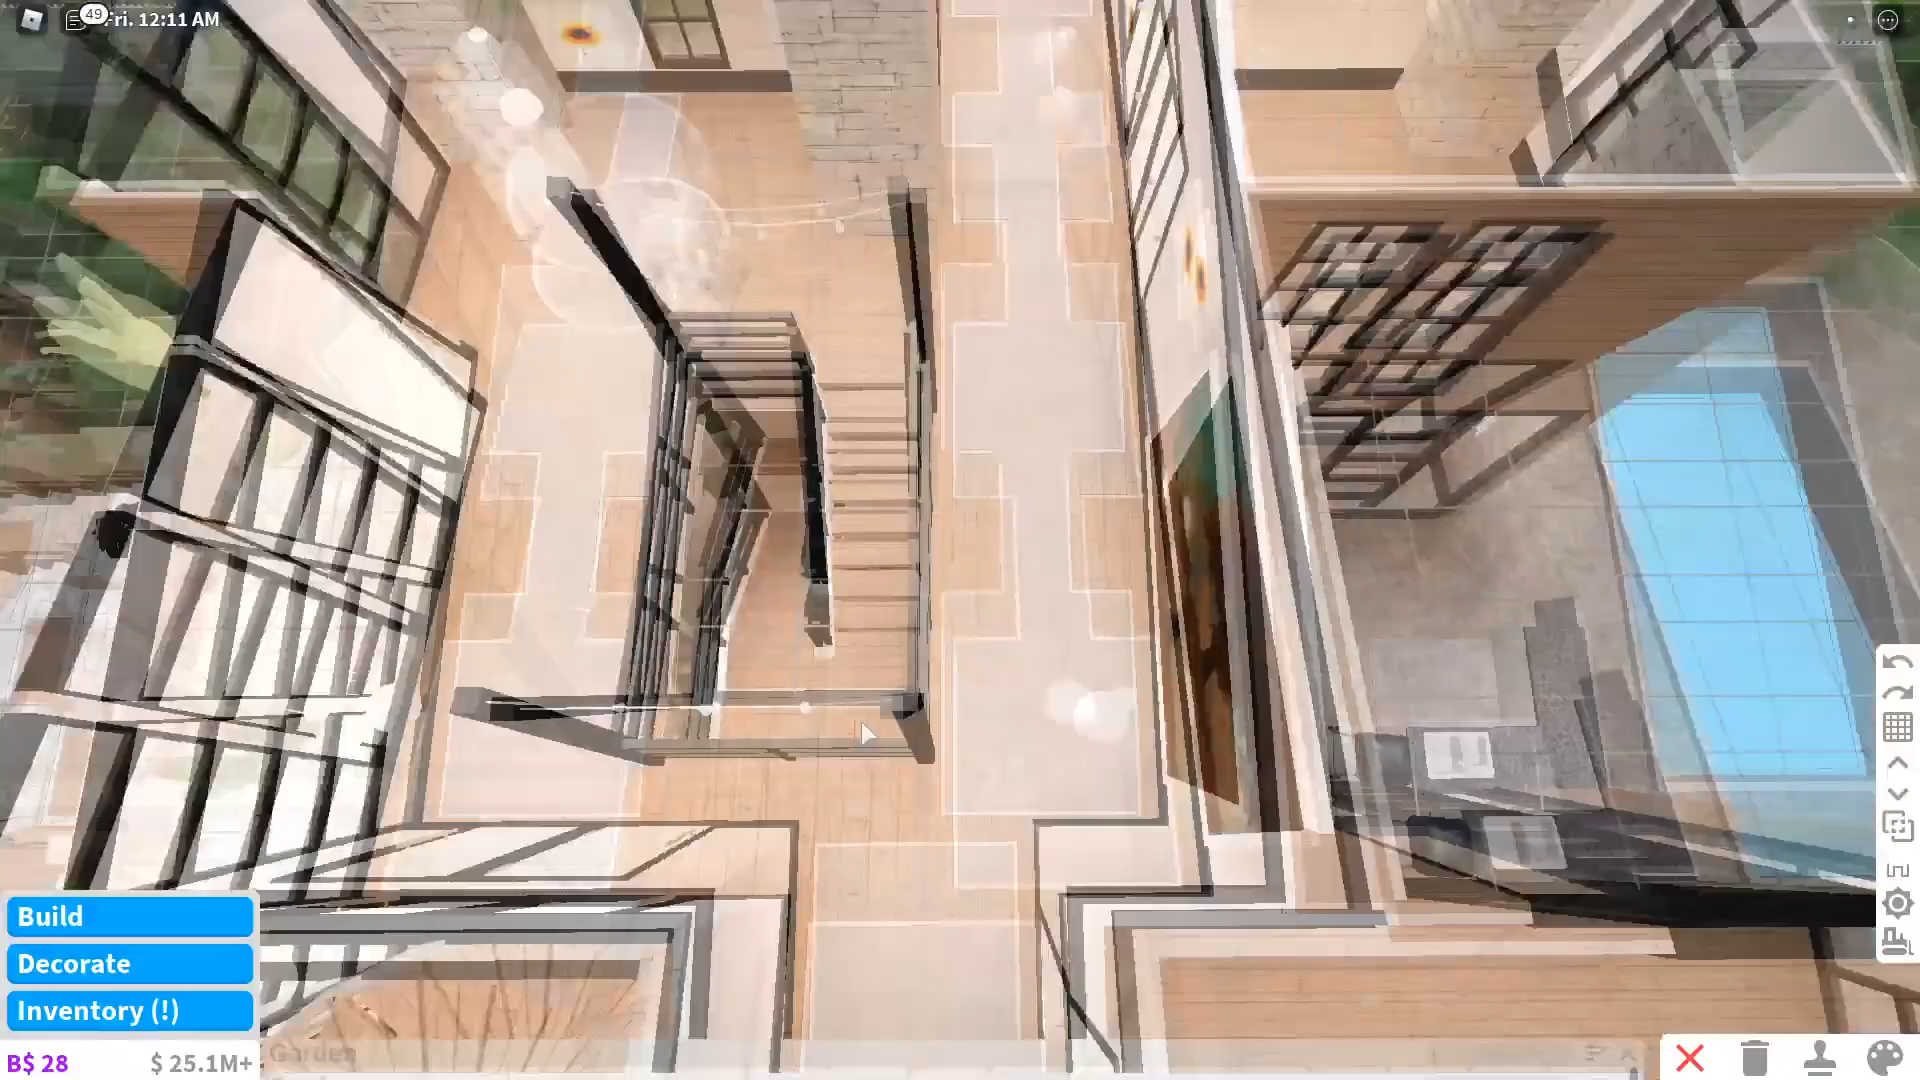 49
Fri. 12:11 AM
Build
Decorate
Inventory (!)
B$ 28
$ 25.1M+
Garden